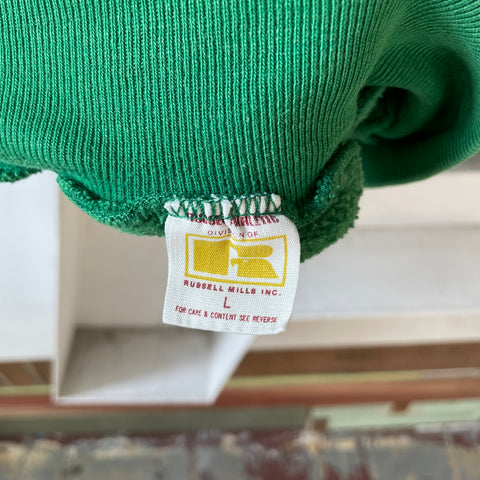 DIVISION OF
R
RUSSELL MILLS INC.
L
FOR CARE & CONTENT SEE REVERSE